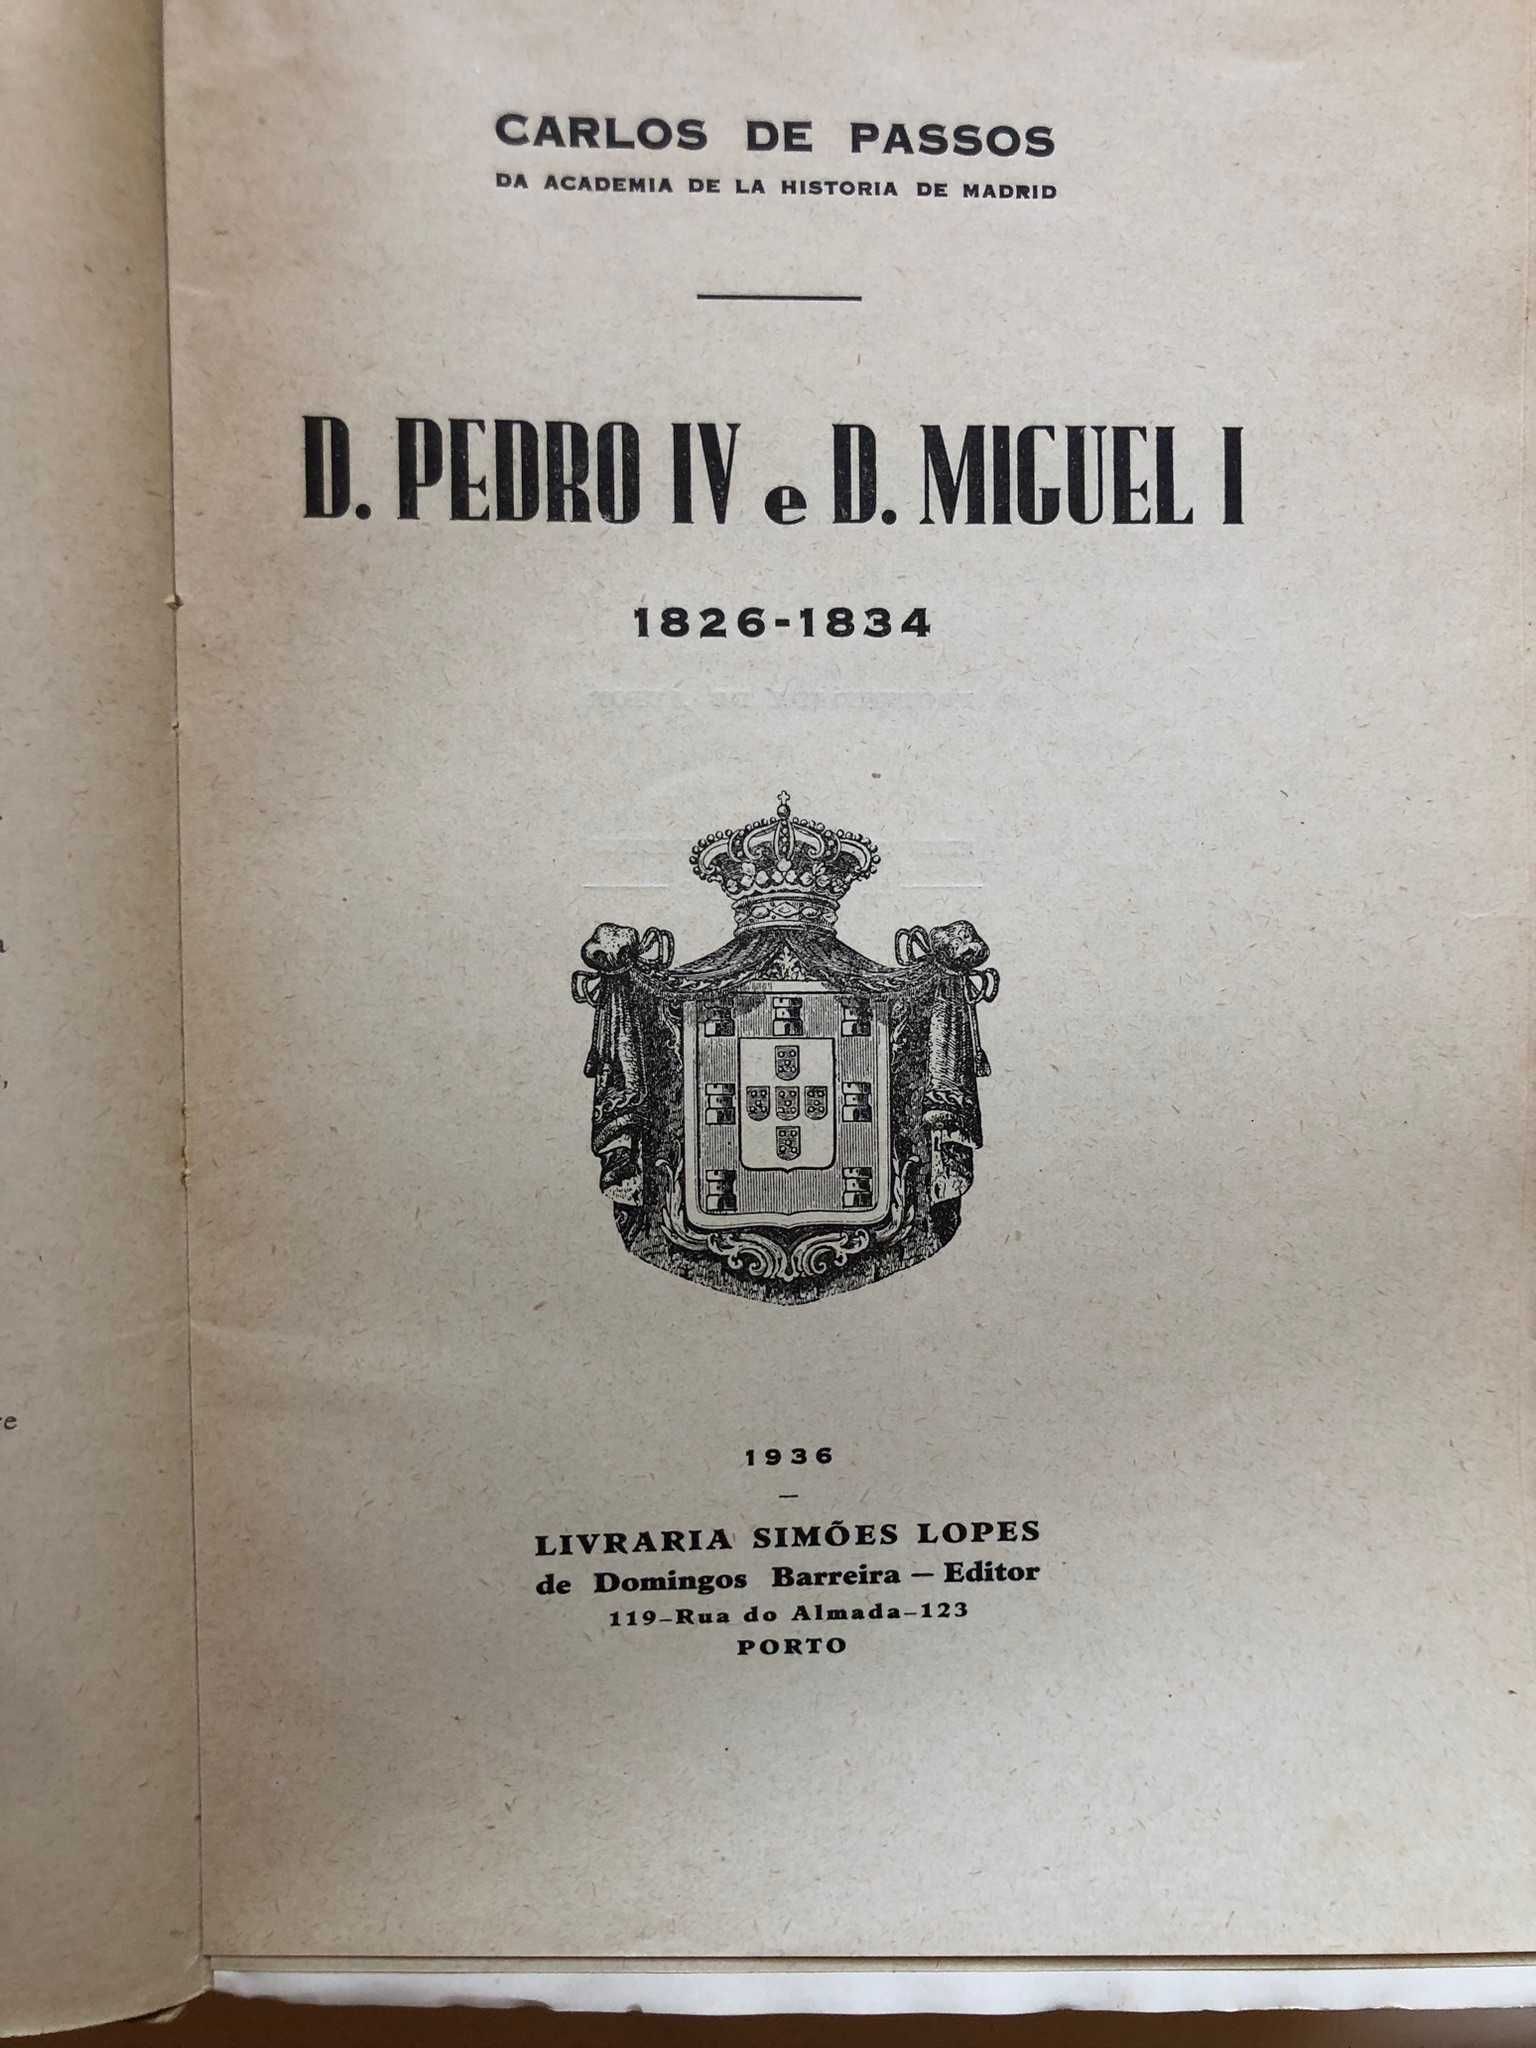 CARLOS DE PASSOS
DA ACADEMIA DE LA HISTORIA DE MADRID
D. PEDRO IV e D. MIGUEL I
1826-1834
1936
LIVRARIA SIMÕES LOPES
de Domingos Barreira — Editor
119-Rua do Almada-123
PORTO